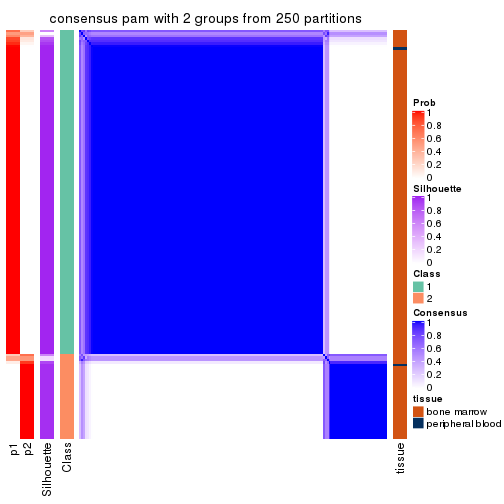 consensus pam with 2 groups from 250 partitions
Prob
1
0.8
0.6
0.4
0.2
0
Silhouette
1
0.8
0.6
0.4
0.2
0
Class
1
2
Consensus
1
0.8
0.6
0.4
0.2
0
tissue
bone marrow
peripheral blood
p1
p2
Silhouette
Class
tissue